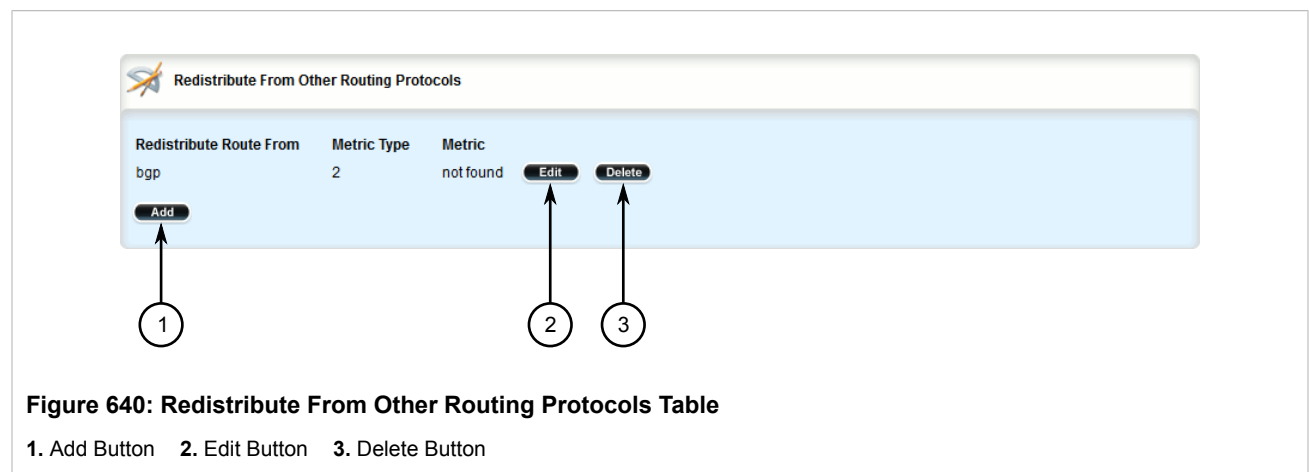 Redistribute From Other Routing Protocols
Redistribute Route From Metric Type Metric
bgp 2 not found Edit Delete
Add
1 2 3
Figure 640: Redistribute From Other Routing Protocols Table
1. Add Button 2. Edit Button 3. Delete Button